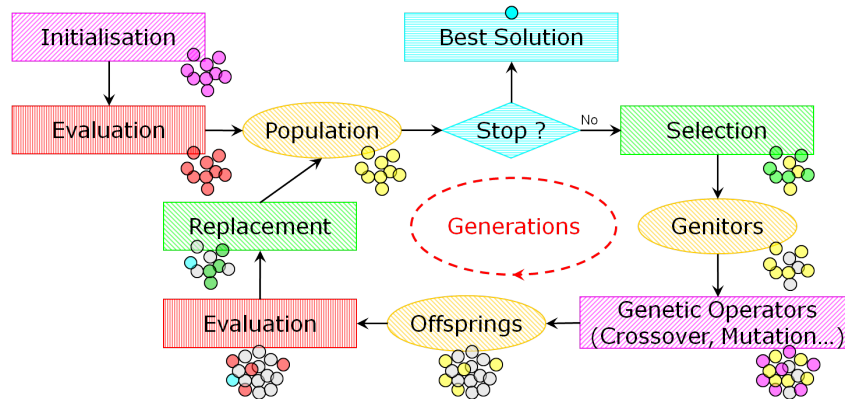 Initialisation
Best Solution
Evaluation
Population
Stop ?
No
Selection
Replacement
Generations
Genitors
Evaluation
Offsprings
Genetic Operators
(Crossover, Mutation...)